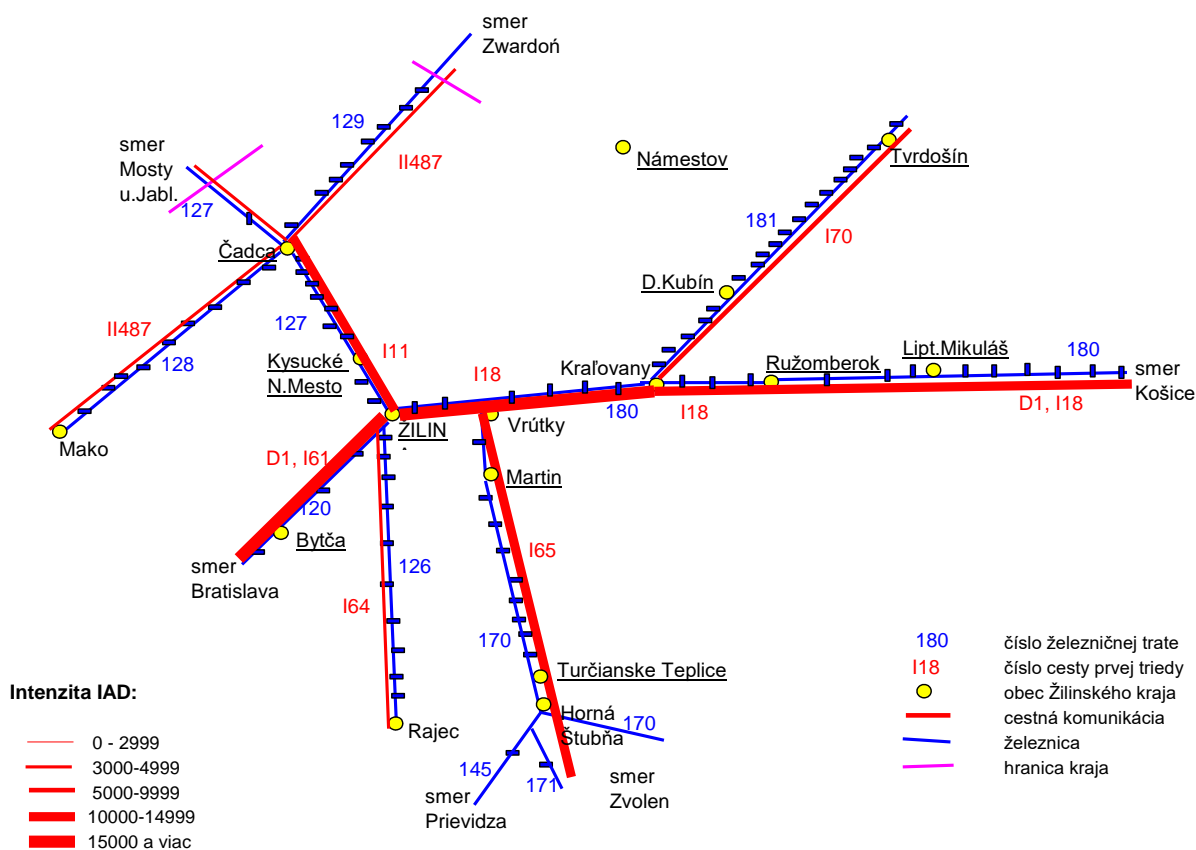 smer
Zwardoń
129
II487
smer
Mosty
u.Jabl.
127
Čadca
Námestov
Tvrdošín
181
I70
D.Kubín
II487
128
127
I11
Kysucké
N.Mesto
Mako
I18
Kraľovany
180
I18
Ružomberok
Lipt.Mikuláš
180
smer
Košice
D1, I18
ŽILIN
.
Vrútky
D1, I61
120
Bytča
smer
Bratislava
Martin
I65
126
I64
170
Turčianske Teplice
Rajec
Horná
Štubňa
170
145
171
smer
Prievidza
smer
Zvolen
Intenzita IAD:
0 - 2999
3000-4999
5000-9999
10000-14999
15000 a viac
180 číslo železničnej trate
I18 číslo cesty prvej triedy
obec Žilinského kraja
cestná komunikácia
železnica
hranica kraja